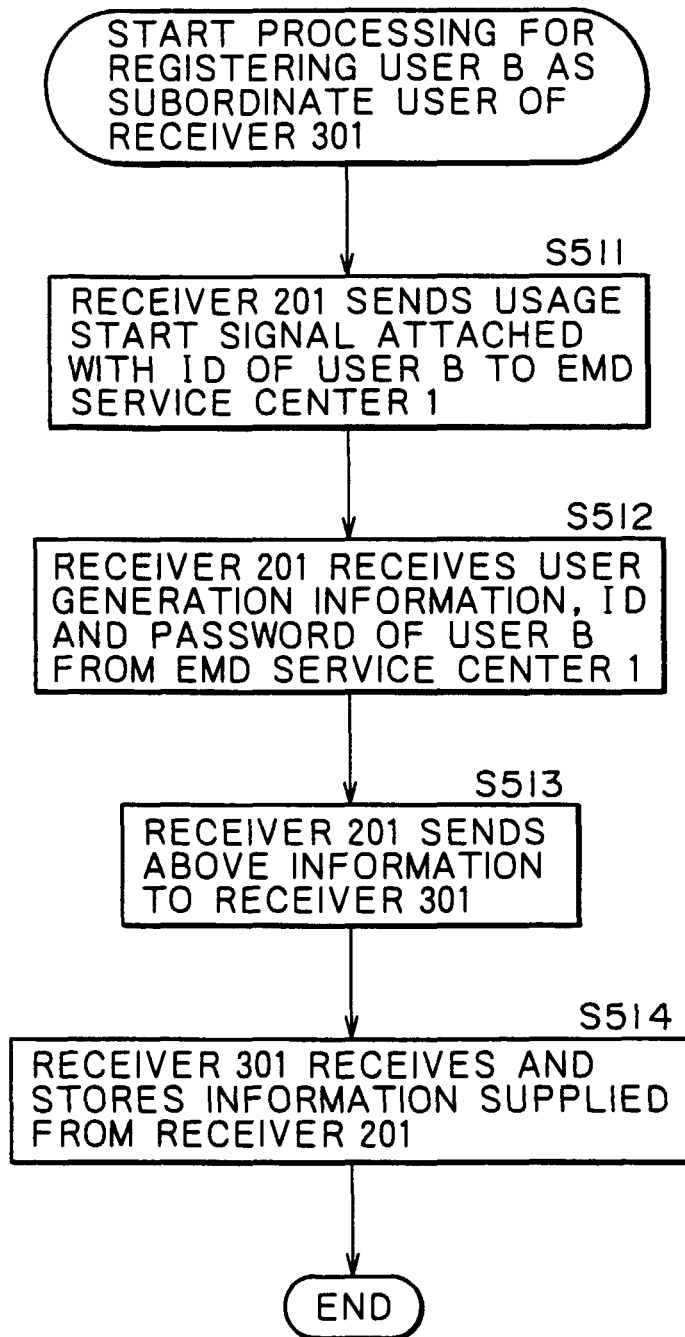 START PROCESSING FOR
REGISTERING USER B AS
SUBORDINATE USER OF
RECEIVER 301
S511
RECEIVER 201 SENDS USAGE
START SIGNAL ATTACHED
WITH ID OF USER B TO EMD
SERVICE CENTER 1
S512
RECEIVER 201 RECEIVES USER
GENERATION INFORMATION, ID
AND PASSWORD OF USER B
FROM EMD SERVICE CENTER 1
S513
RECEIVER 201 SENDS
ABOVE INFORMATION
TO RECEIVER 301
S514
RECEIVER 301 RECEIVES AND
STORES INFORMATION SUPPLIED
FROM RECEIVER 201
END